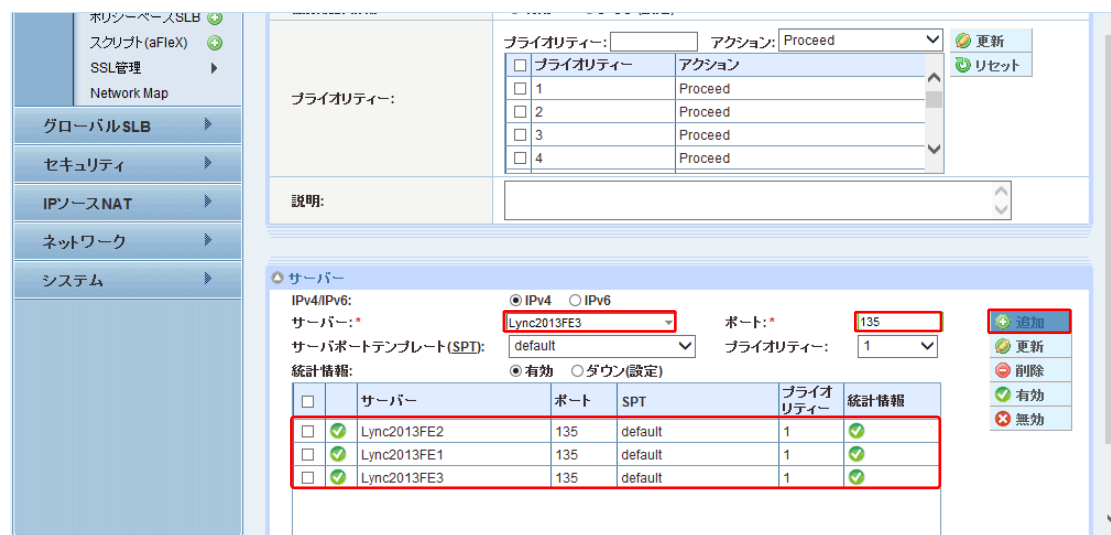 ポリシーベースSLB
スクリプト(aFleX)
SSL管理
Network Map
グローバルSLB
セキュリティ
IPソースNAT
ネットワーク
システム
プライオリティー: アクション: Proceed 更新
プライオリティー アクション リセット
プライオリティー:
1 Proceed
2 Proceed
3 Proceed
4 Proceed
説明:
サーバー
IPv4/IPv6: IPv4 IPv6
サーバー:* Lync2013FE3 ポート:* 135 追加
サーバポートテンプレート(SPT): default プライオリティー: 1 更新
統計情報: 有効 ダウン(設定) 削除
サーバー ポート SPT プライオリティー 統計情報 有効
無効
Lync2013FE2 135 default 1
Lync2013FE1 135 default 1
Lync2013FE3 135 default 1